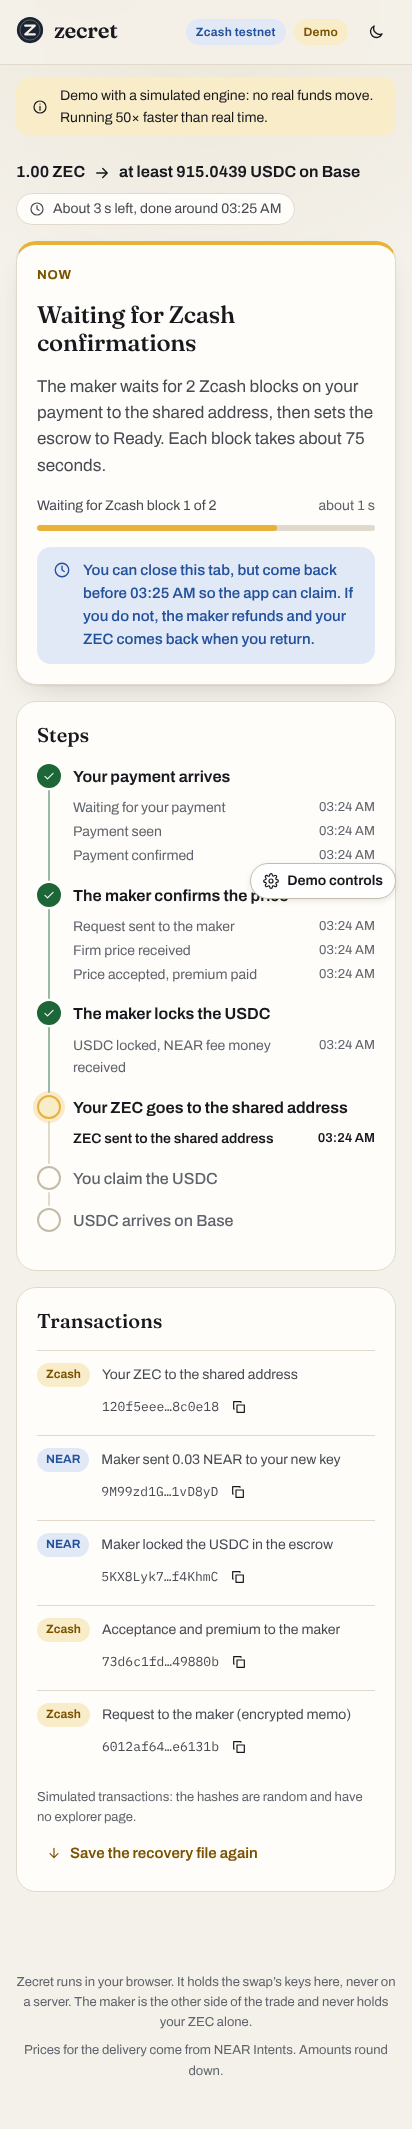 zecret
Zcash testnet
Demo
Demo with a simulated engine: no real funds move.
Running 50× faster than real time.
1.00 ZEC → at least 915.0439 USDC on Base
About 3 s left, done around 03:25 AM
NOW
Waiting for Zcash
confirmations
The maker waits for 2 Zcash blocks on your
payment to the shared address, then sets the
escrow to Ready. Each block takes about 75
seconds.
Waiting for Zcash block 1 of 2 about 1 s
You can close this tab, but come back
before 03:25 AM so the app can claim. If
you do not, the maker refunds and your
ZEC comes back when you return.
Steps
Your payment arrives
Waiting for your payment 03:24 AM
Payment seen 03:24 AM
Payment confirmed 03:24 AM
Demo controls
The maker confirms the price
Request sent to the maker 03:24 AM
Firm price received 03:24 AM
Price accepted, premium paid 03:24 AM
The maker locks the USDC
USDC locked, NEAR fee money 03:24 AM
received
Your ZEC goes to the shared address
ZEC sent to the shared address 03:24 AM
You claim the USDC
USDC arrives on Base
Transactions
Zcash Your ZEC to the shared address
120f5eee…8c0e18
NEAR Maker sent 0.03 NEAR to your new key
9M99zd1G…1vD8yD
NEAR Maker locked the USDC in the escrow
5KX8Lyk7…f4KhmC
Zcash Acceptance and premium to the maker
73d6c1fd…49880b
Zcash Request to the maker (encrypted memo)
6012af64…e6131b
Simulated transactions: the hashes are random and have
no explorer page.
Save the recovery file again
Zecret runs in your browser. It holds the swap's keys here, never on
a server. The maker is the other side of the trade and never holds
your ZEC alone.
Prices for the delivery come from NEAR Intents. Amounts round
down.